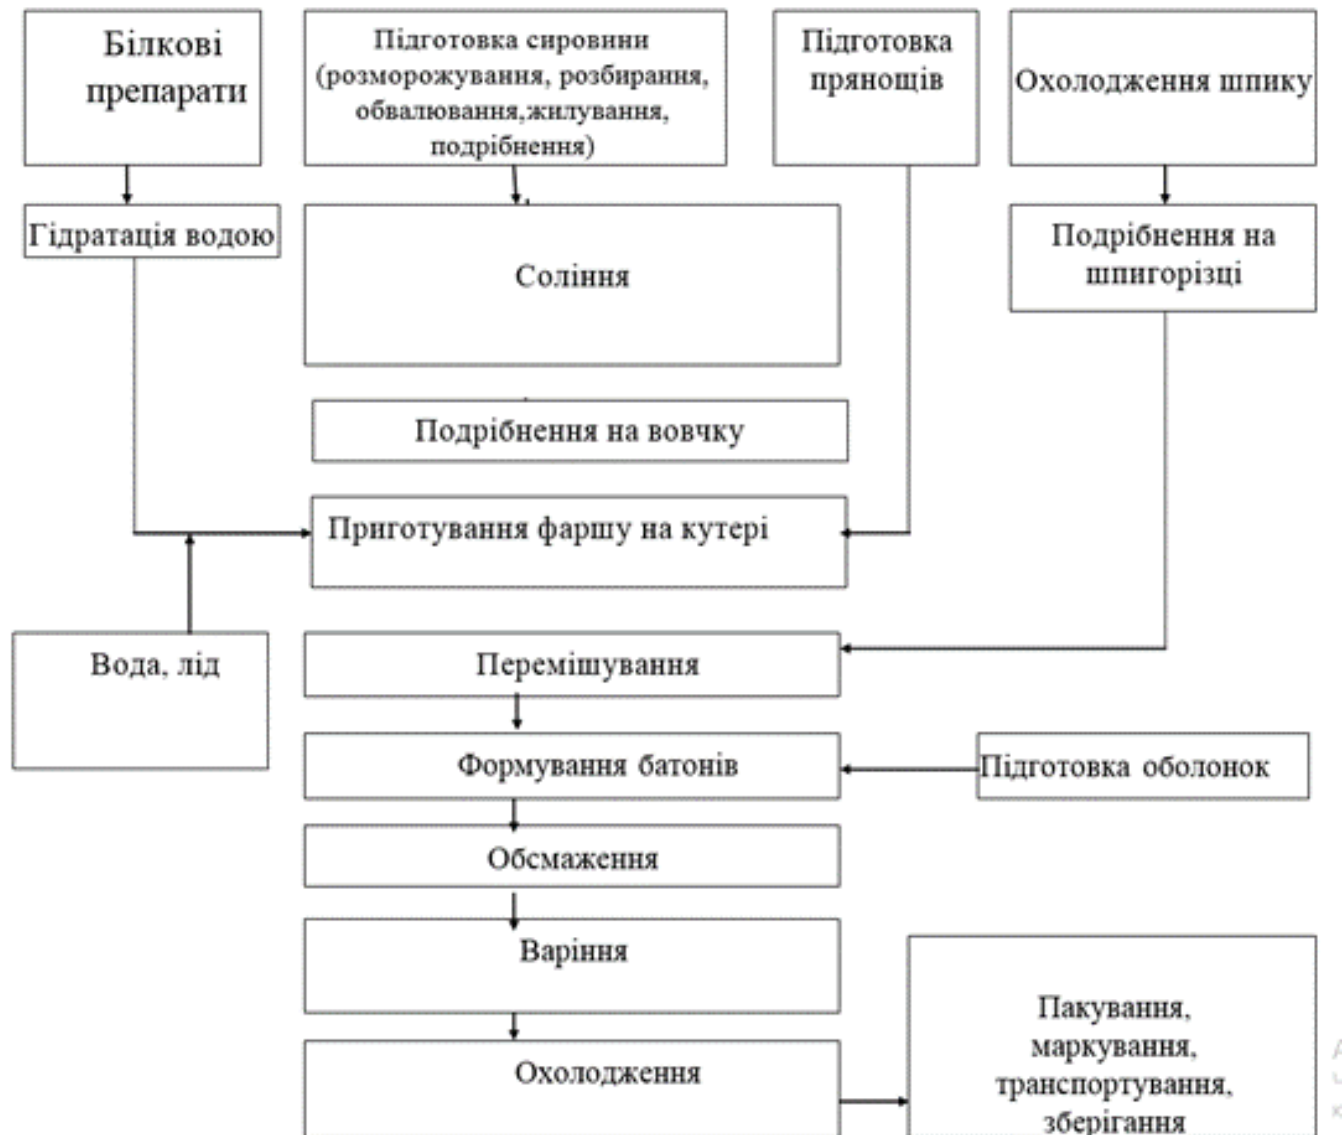 Білкові
препарати
Підготовка сировини
(розморожування, розбирання,
обвалювання,жилування,
подрібнення)
Підготовка
прянощів
Охолодження шпику
Гідратація водою
Соління
Подрібнення на
шпигорізці
Подрібнення на вовчку
Приготування фаршу на кутері
Вода, лід
Перемішування
Формування батонів
Підготовка оболонок
Обсмаження
Варіння
Охолодження
Пакування,
маркування,
транспортування,
зберігання